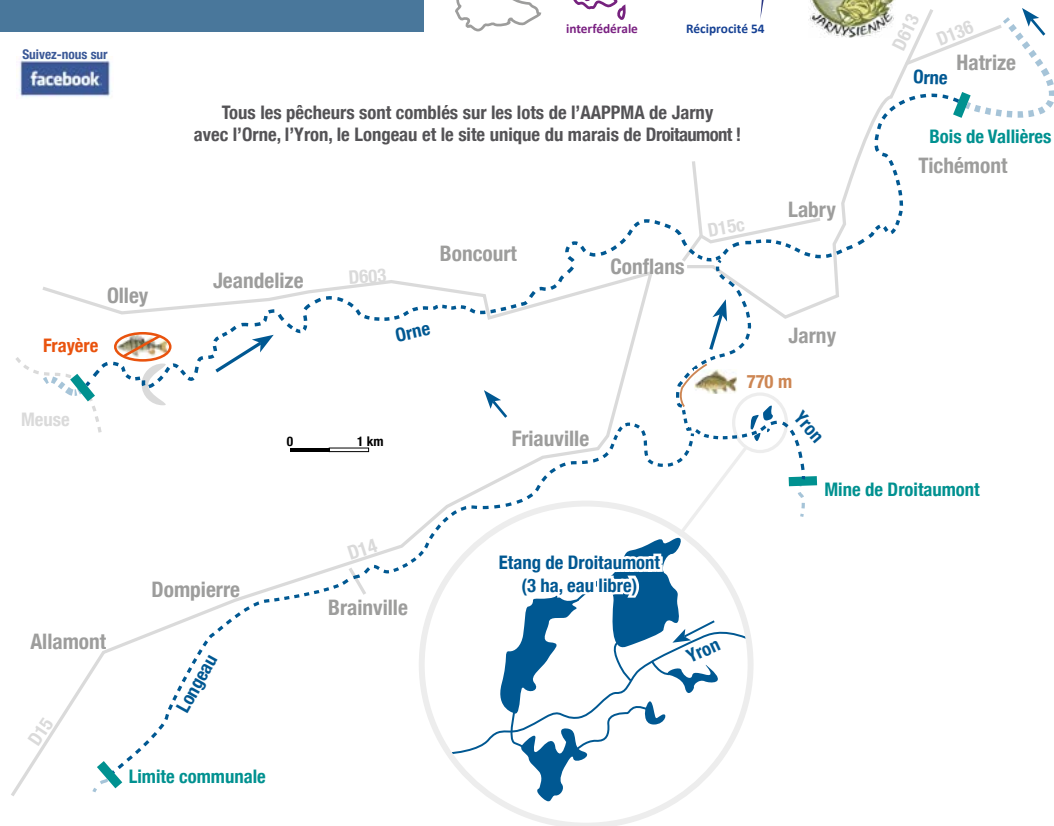 interfédérale
Réciprocité 54
JARNYSIENNE
Suivez-nous sur
facebook
Tous les pêcheurs sont comblés sur les lots de l'AAPPMA de Jarny
avec l'Orne, l'Yron, le Longeau et le site unique du marais de Droitaumont !
D613
D136
Hatrize
Orne
Bois de Vallières
Tichémont
Labry
D15c
Boncourt
Conflans
Jeandelize
D603
Olley
Orne
Jarny
Frayère
770 m
Meuse
Yron
0 1 km
Friauville
Mine de Droitaumont
D14
Etang de Droitaumont
(3 ha, eau libre)
Dompierre
Brainville
Allamont
Yron
Longeau
D15
Limite communale